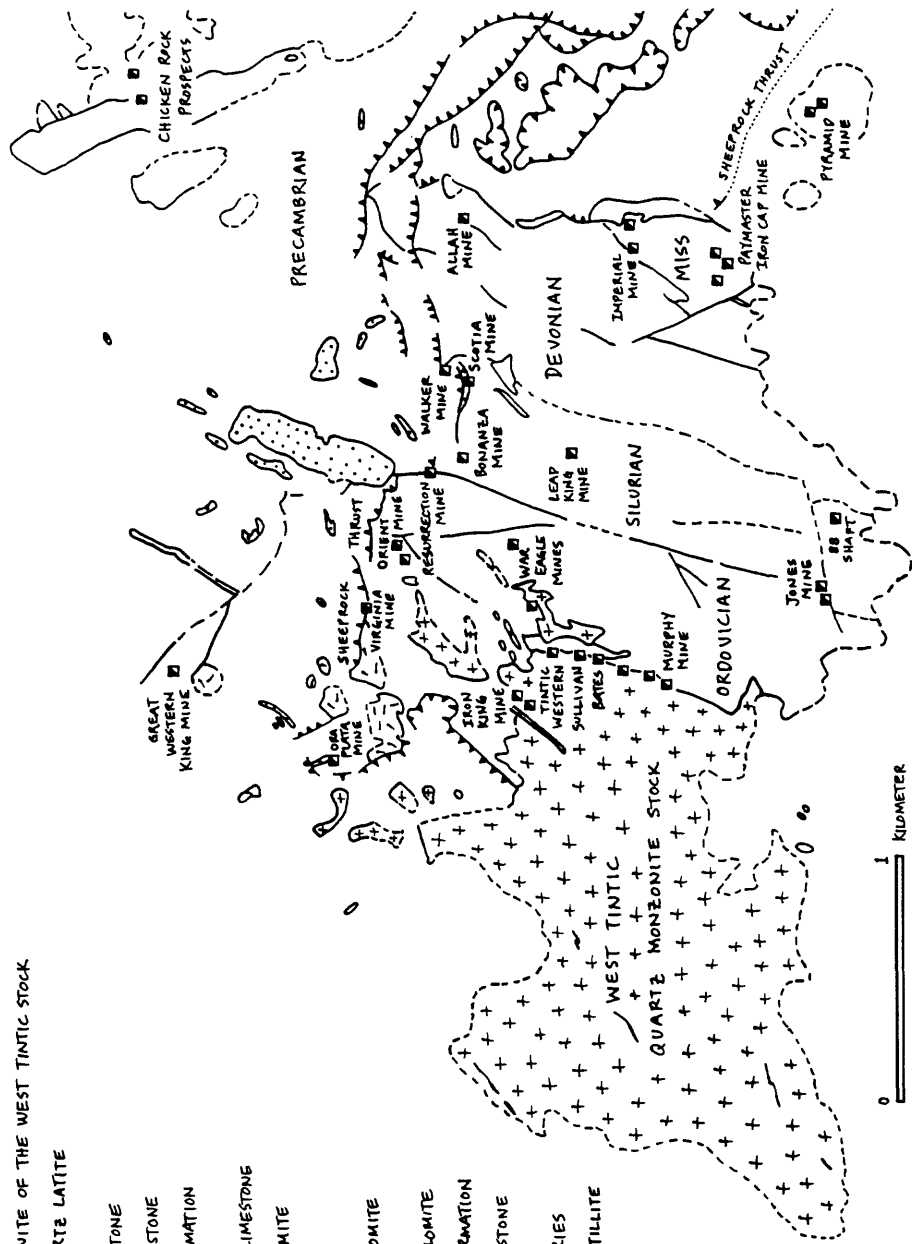 NITE OF THE WEST TINTIC STOCK
RTZ LATITE
TONE
STONE
MATION
LIMESTONE
MITE
OMITE
LOMITE
RMATION
STONE
RIES
TILLITE
CHICKEN ROCK
PROSPECTS
PRECAMBRIAN
GREAT
WESTERN
KING MINE
ORA
PLATA
MINE
SHEEPROCK
THRUST
VIRGINIA
MINE
ORIENT
MINE
RESURRECTION
MINE
WALKER
MINE
SCOTIA
MINE
BONANZA
MINE
ALLAH
MINE
SHEEPROCK THRUST
PYRAMID
MINE
IMPERIAL
MINE
MISS
PAYMASTER
IRON CAP MINE
DEVONIAN
LEAP
KING
MINE
SILURIAN
IRON
KING
MINE
WAR
EAGLE
MINES
TINTIC
WESTERN
SULLIVAN
BATES
MURPHY
MINE
ORDOVICIAN
JONES
MINE
88
SHAFT
WEST TINTIC
QUARTZ MONZONITE STOCK
0
1
KILOMETER